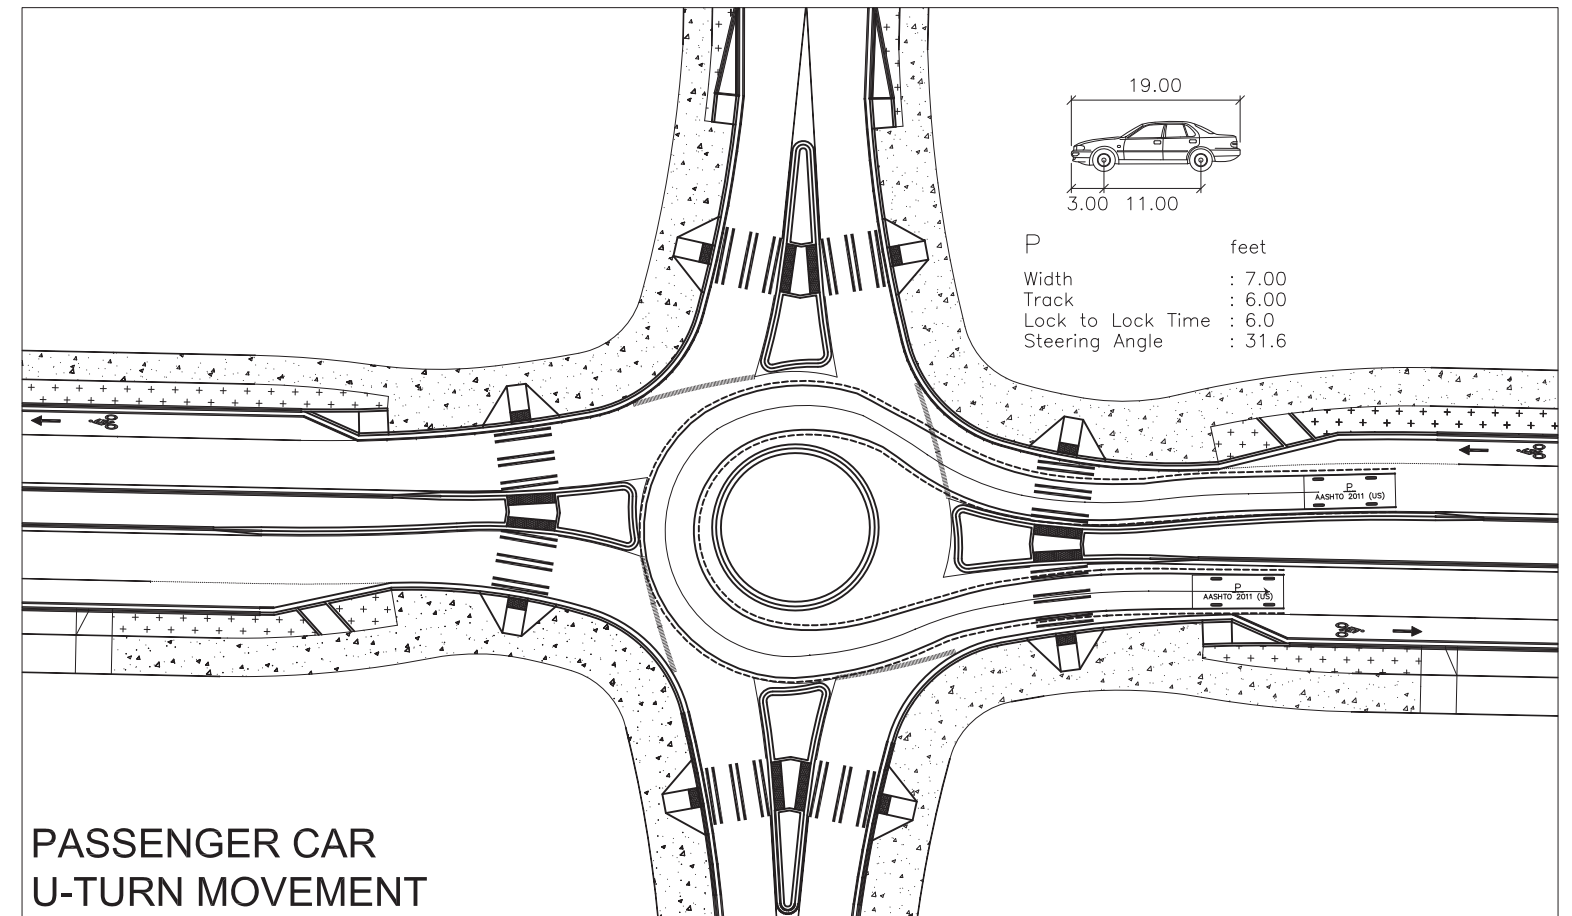 19.00
3.00 11.00
P feet
Width : 7.00
Track : 6.00
Lock to Lock Time : 6.0
Steering Angle : 31.6
P
AASHTO 2011 (US)
P
AASHTO 2011 (US)
PASSENGER CAR
U-TURN MOVEMENT